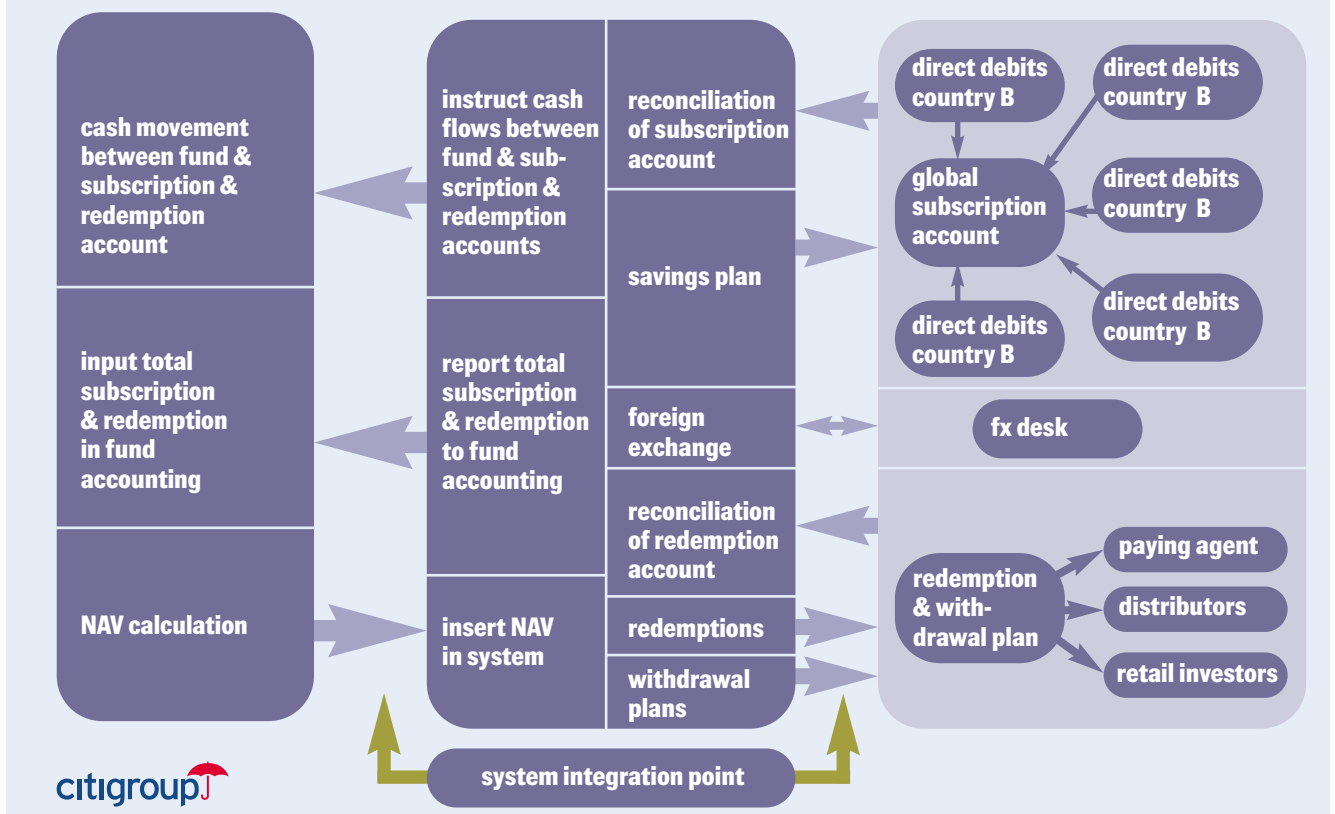 cash movement
between fund &
subscription &
redemption
account
input total
subscription
& redemption
in fund
accounting
NAV calculation
instruct cash
flows between
fund & sub-
scription &
redemption
accounts
report total
subscription
& redemption
to fund
accounting
insert NAV
in system
reconciliation
of subscription
account
savings plan
foreign
exchange
reconciliation
of redemption
account
redemptions
withdrawal
plans
direct debits
country B
direct debits
country B
global
subscription
account
direct debits
country B
direct debits
country B
direct debits
country B
fx desk
redemption
& with-
drawal plan
paying agent
distributors
retail investors
system integration point
citigroup